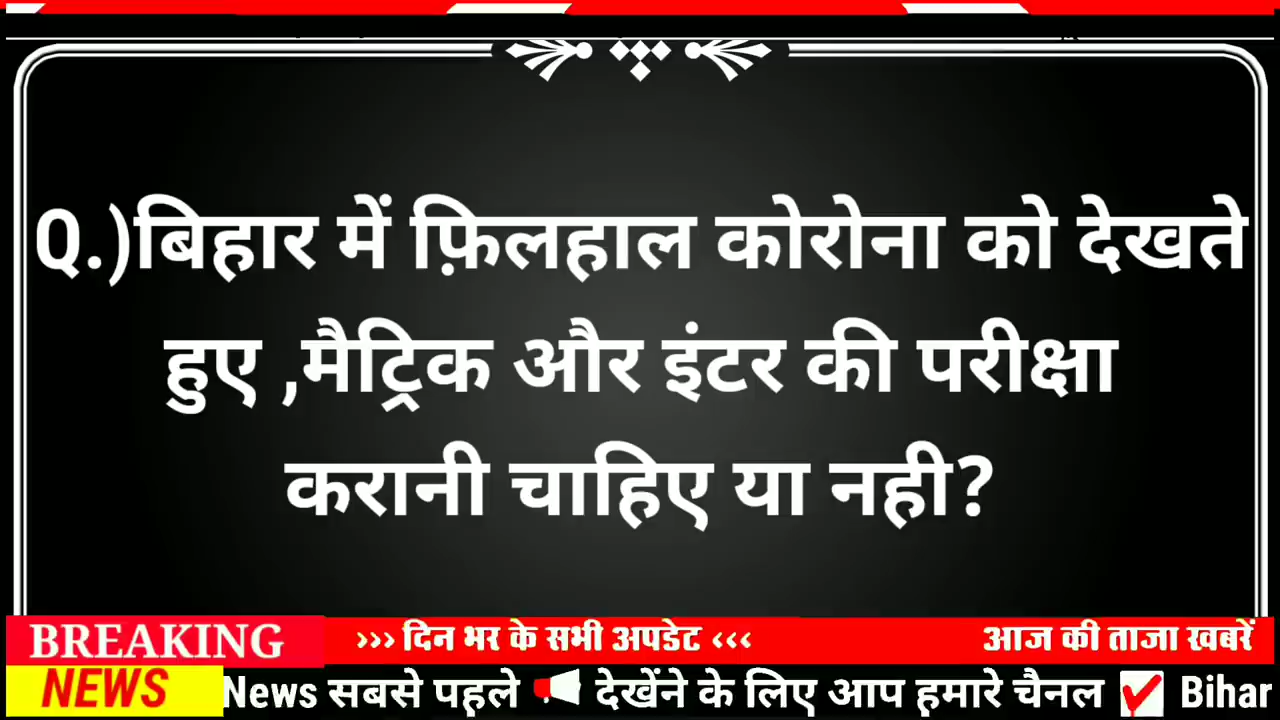 Q.)बिहार में फ़िलहाल कोरोना को देखते
हुए ,मैट्रिक और इंटर की परीक्षा
करानी चाहिए या नही?
BREAKING
NEWS
>>> दिन भर के सभी अपडेट <<<
आज की ताजा खबरें
News सबसे पहले 📢 देखेंने के लिए आप हमारे चैनल ✅ Bihar